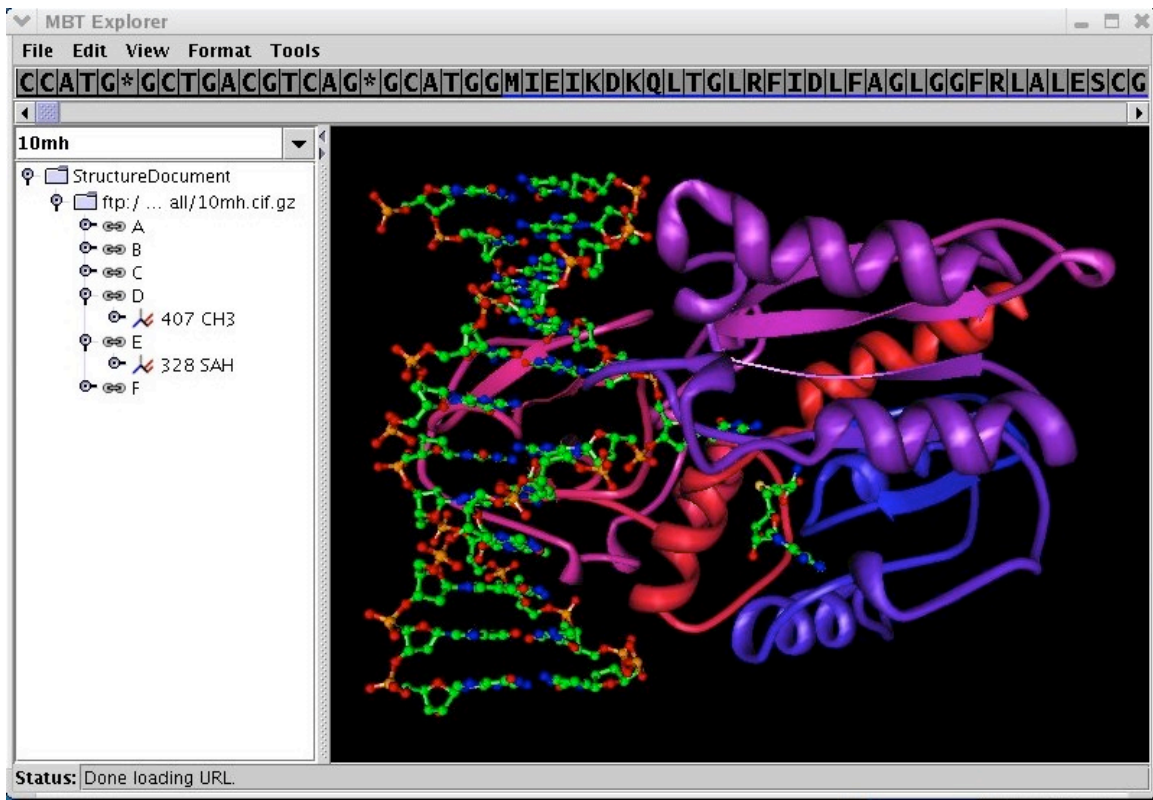 MBT Explorer
File Edit View Format Tools
CCATG*GCTGACGTCAG*GCATGGMIEIKDKQLTGLRFIDLFAGLGGFRLALESCG
10mh
StructureDocument
ftp:/ ... all/10mh.cif.gz
A
B
C
D
407 CH3
E
328 SAH
F
Status: Done loading URL.